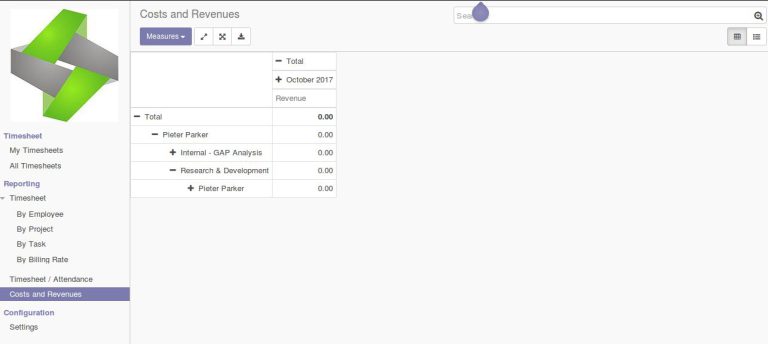 Costs and Revenues
Measures
Total
October 2017
Revenue
Total 0.00
Pieter Parker 0.00
Internal - GAP Analysis 0.00
Research & Development 0.00
Pieter Parker 0.00
Timesheet
My Timesheets
All Timesheets
Reporting
Timesheet
By Employee
By Project
By Task
By Billing Rate
Timesheet / Attendance
Costs and Revenues
Configuration
Settings